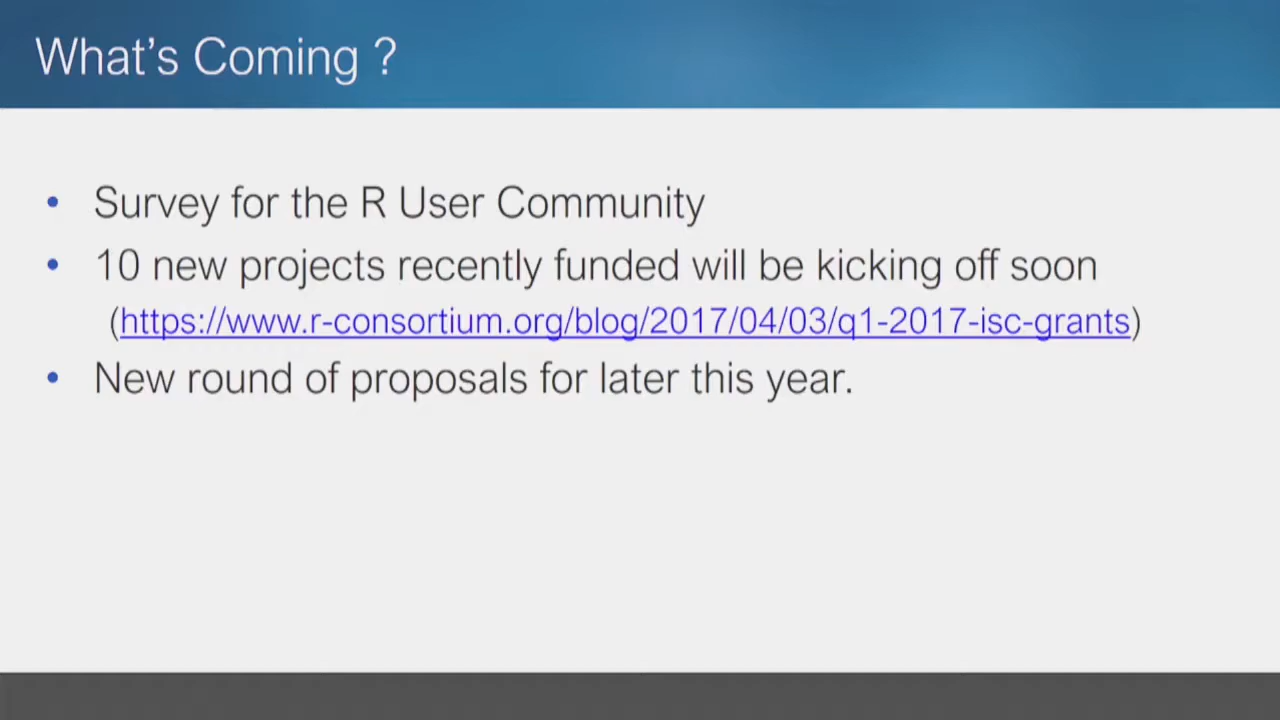 What's Coming ?
• Survey for the R User Community
• 10 new projects recently funded will be kicking off soon
(https://www.r-consortium.org/blog/2017/04/03/q1-2017-isc-grants)
• New round of proposals for later this year.